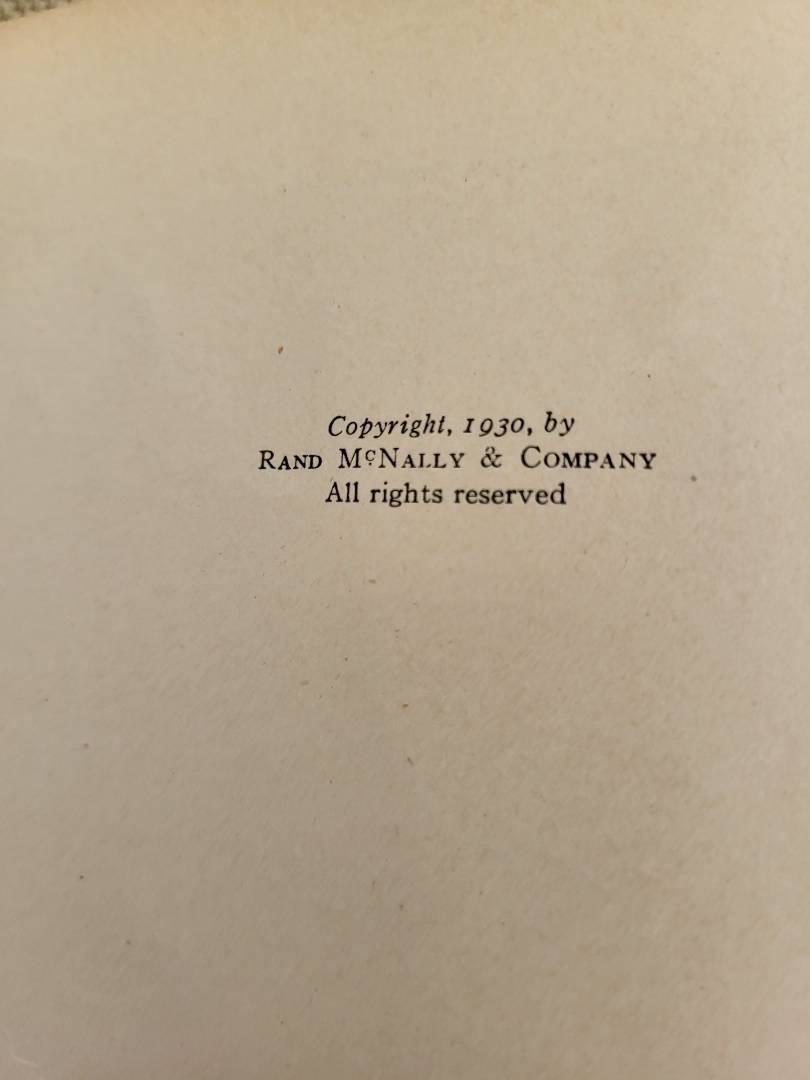 Copyright, 1930, by
RAND MᶜNALLY & COMPANY
All rights reserved